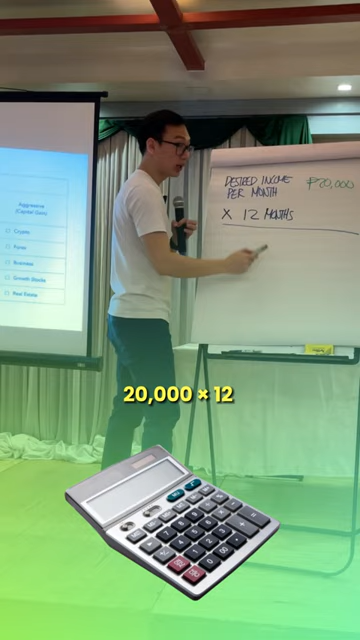 DESIRED INCOME
PER MONTH
₱20,000
X 12 MONTHS
Aggressive
(Capital Gain)
Crypto
Forex
Business
Growth Stocks
Real Estate
20,000 × 12